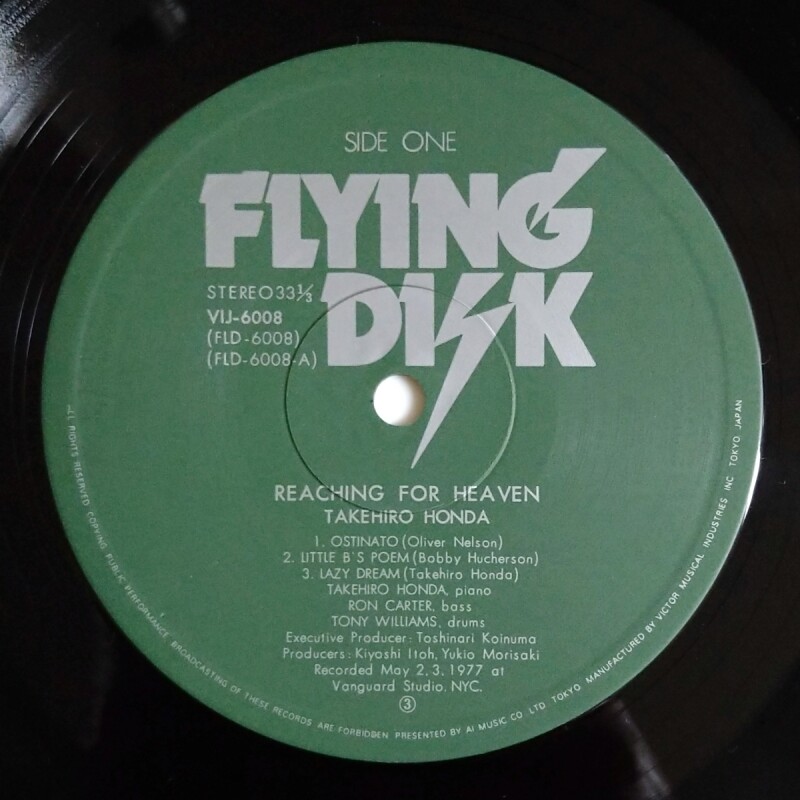 SIDE ONE
FLYING
DISK
STEREO 33⅓
VIJ-6008
(FLD-6008)
(FLD-6008-A)
REACHING FOR HEAVEN
TAKEHIRO HONDA
1. OSTINATO (Oliver Nelson)
2. LITTLE B'S POEM (Bobby Hucherson)
3. LAZY DREAM (Takehiro Honda)
TAKEHIRO HONDA, piano
RON CARTER, bass
TONY WILLIAMS, drums
Executive Producer: Toshinari Koinuma
Producers: Kiyoshi Itoh, Yukio Morisaki
Recorded May 2, 3, 1977 at
Vanguard Studio, NYC.
③
RIGHTS RESERVED COPYING PUBLIC PERFORMANCE BROADCASTING OF THESE RECORDS ARE FORBIDDEN PRESENTED BY AI MUSIC CO LTD TOKYO MANUFACTURED BY VICTOR MUSICAL INDUSTRIES INC TOKYO JAPAN